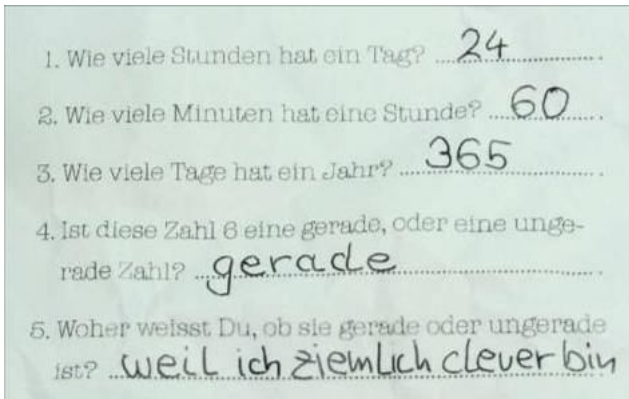 1. Wie viele Stunden hat ein Tag? 24
2. Wie viele Minuten hat eine Stunde? 60
3. Wie viele Tage hat ein Jahr? 365
4. Ist diese Zahl 6 eine gerade, oder eine unge-
rade Zahl? gerade
5. Woher weisst Du, ob sie gerade oder ungerade
ist? weil ich ziemlich clever bin